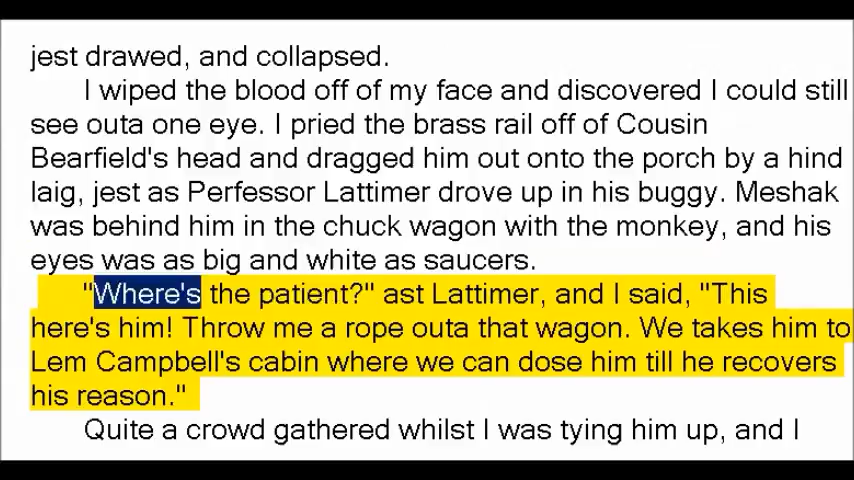 jest drawed, and collapsed.
I wiped the blood off of my face and discovered I could still
see outa one eye. I pried the brass rail off of Cousin
Bearfield's head and dragged him out onto the porch by a hind
laig, jest as Perfessor Lattimer drove up in his buggy. Meshak
was behind him in the chuck wagon with the monkey, and his
eyes was as big and white as saucers.
"Where's the patient?" ast Lattimer, and I said, "This
here's him! Throw me a rope outa that wagon. We takes him to
Lem Campbell's cabin where we can dose him till he recovers
his reason."
Quite a crowd gathered whilst I was tying him up, and I